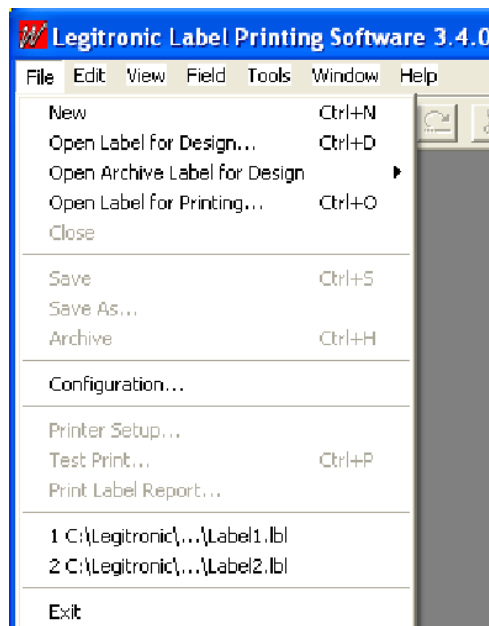 Legitronic Label Printing Software 3.4.0
File Edit View Field Tools Window Help
New Ctrl+N
Open Label for Design... Ctrl+D
Open Archive Label for Design
Open Label for Printing... Ctrl+O
Close
Save Ctrl+S
Save As...
Archive Ctrl+H
Configuration...
Printer Setup...
Test Print... Ctrl+P
Print Label Report...
1 C:\Legitronic\...\Label1.lbl
2 C:\Legitronic\...\Label2.lbl
Exit